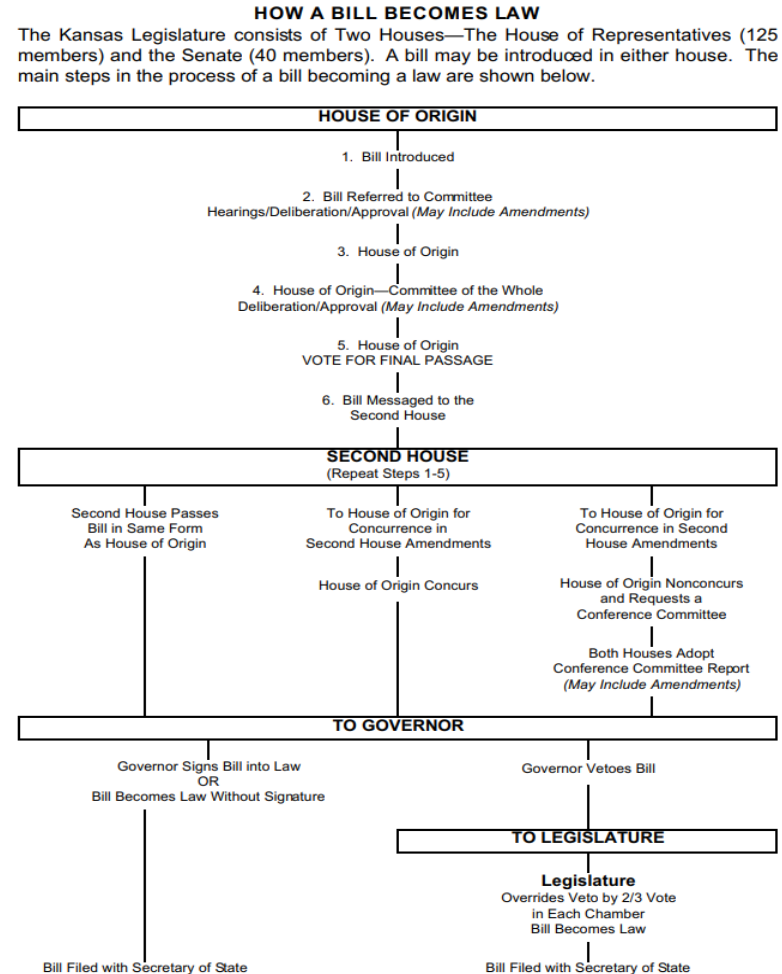 HOW A BILL BECOMES LAW
The Kansas Legislature consists of Two Houses—The House of Representatives (125
members) and the Senate (40 members). A bill may be introduced in either house. The
main steps in the process of a bill becoming a law are shown below.
HOUSE OF ORIGIN
1. Bill Introduced
2. Bill Referred to Committee
Hearings/Deliberation/Approval (May Include Amendments)
3. House of Origin
4. House of Origin—Committee of the Whole
Deliberation/Approval (May Include Amendments)
5. House of Origin
VOTE FOR FINAL PASSAGE
6. Bill Messaged to the
Second House
SECOND HOUSE
(Repeat Steps 1-5)
Second House Passes
Bill in Same Form
As House of Origin
To House of Origin for
Concurrence in
Second House Amendments
House of Origin Concurs
To House of Origin for
Concurrence in Second
House Amendments
House of Origin Nonconcurs
and Requests a
Conference Committee
Both Houses Adopt
Conference Committee Report
(May Include Amendments)
TO GOVERNOR
Governor Signs Bill into Law
OR
Bill Becomes Law Without Signature
Bill Filed with Secretary of State
Governor Vetoes Bill
TO LEGISLATURE
Legislature
Overrides Veto by 2/3 Vote
in Each Chamber
Bill Becomes Law
Bill Filed with Secretary of State